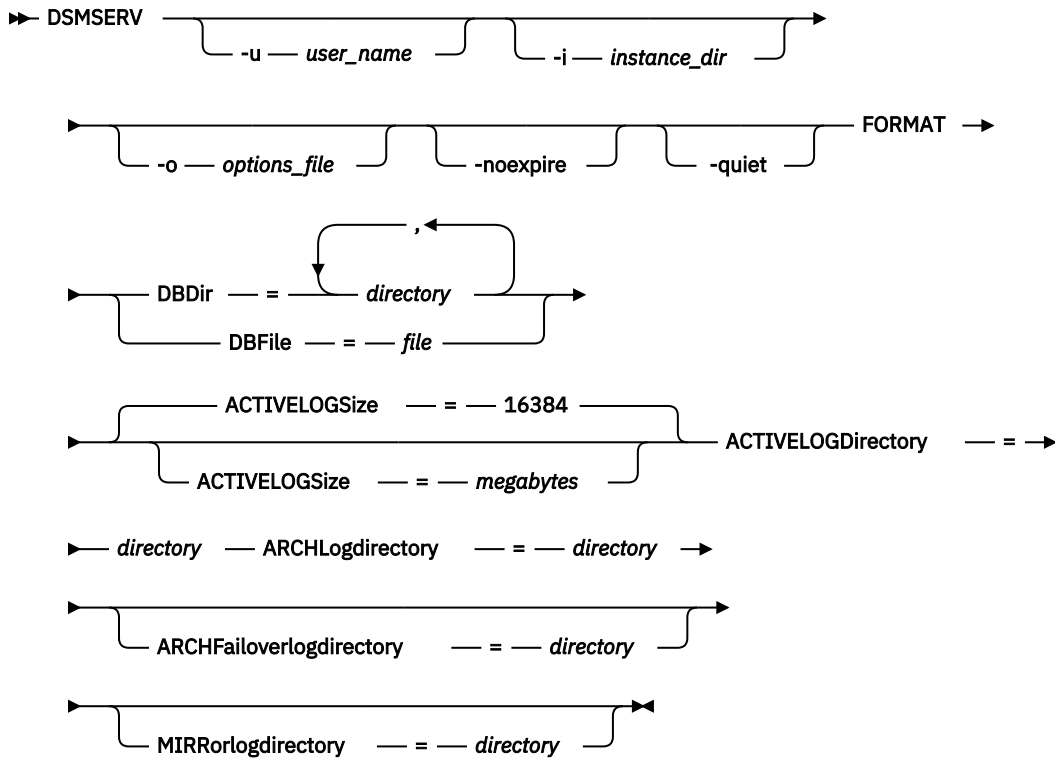 DSMSERV
-u user_name -i instance_dir
FORMAT
-o options_file -noexpire -quiet
,
DBDir = directory
DBFile = file
ACTIVELOGSize = 16384
ACTIVELOGDirectory =
ACTIVELOGSize = megabytes
directory ARCHLogdirectory = directory
ARCHFailoverlogdirectory = directory
MIRRorlogdirectory = directory